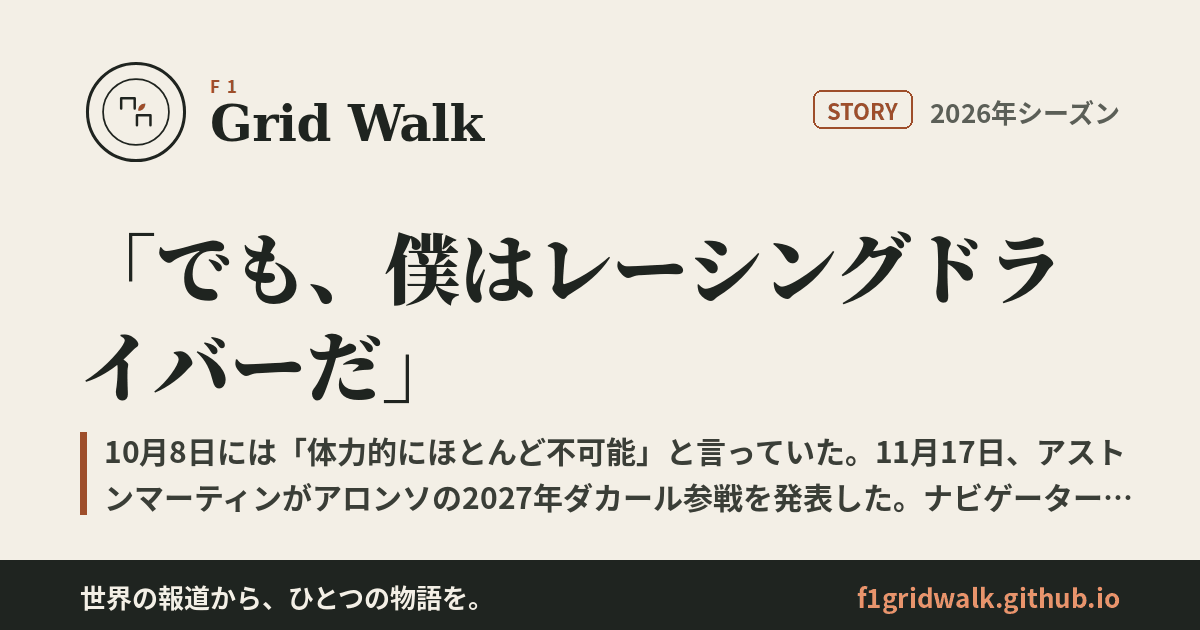 F1
Grid Walk
STORY
2026年シーズン
「でも、僕はレーシングドラ
イバーだ」
10月8日には「体力的にほとんど不可能」と言っていた。11月17日、アスト
ンマーティンがアロンソの2027年ダカール参戦を発表した。ナビゲーター…
世界の報道から、ひとつの物語を。
f1gridwalk.github.io